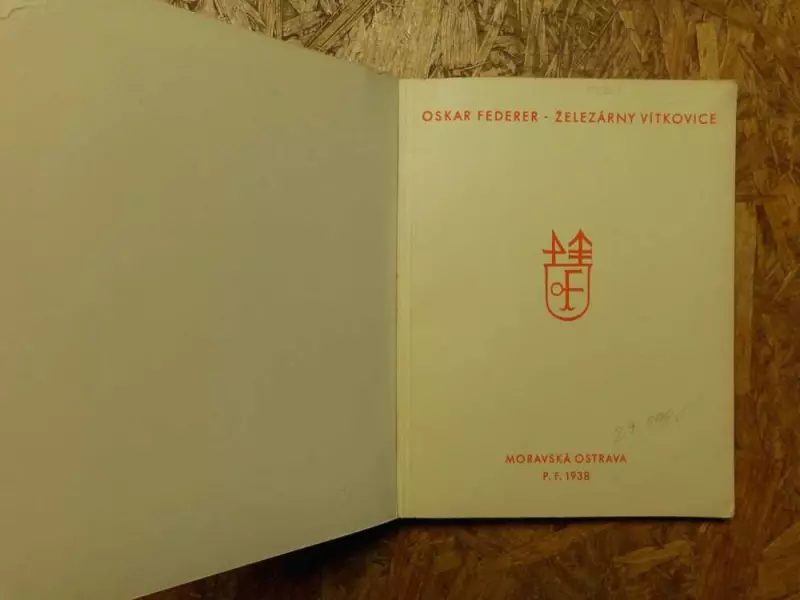 OSKAR FEDERER - ŽELEZÁRNY VÍTKOVICE
MORAVSKÁ OSTRAVA
P. F. 1938